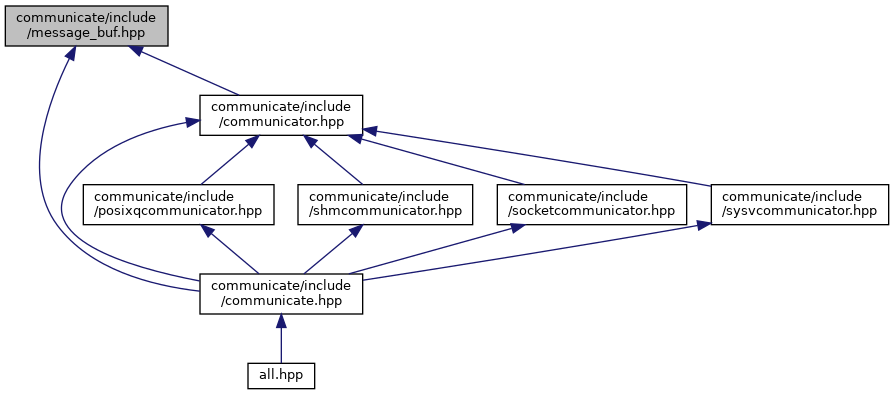 communicate/include
/message_buf.hpp
communicate/include
/communicator.hpp
communicate/include
/posixqcommunicator.hpp
communicate/include
/shmcommunicator.hpp
communicate/include
/socketcommunicator.hpp
communicate/include
/sysvcommunicator.hpp
communicate/include
/communicate.hpp
all.hpp